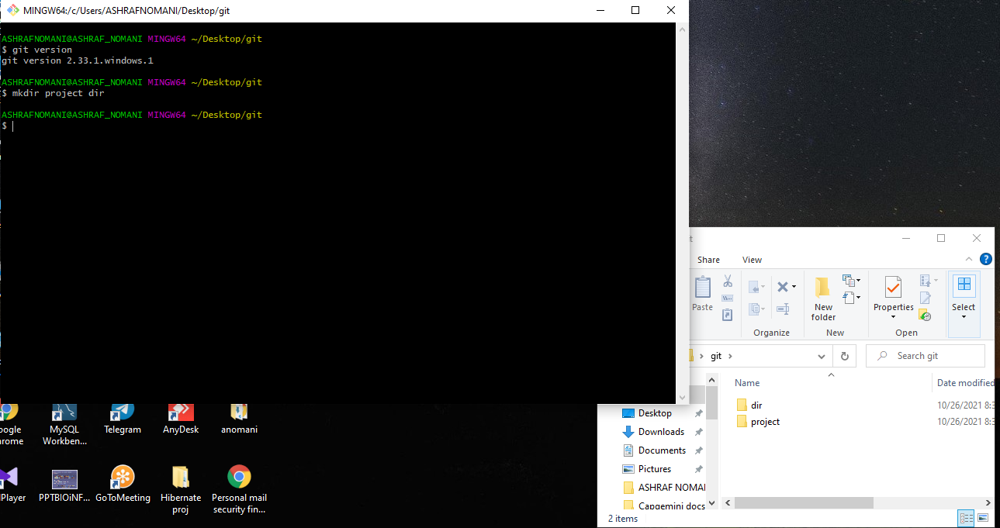 MINGW64:/c/Users/ASHRAFNOMANI/Desktop/git
ASHRAFNOMANI@ASHRAF_NOMANI MINGW64 ~/Desktop/git
$ git version
git version 2.33.1.windows.1
ASHRAFNOMANI@ASHRAF_NOMANI MINGW64 ~/Desktop/git
$ mkdir project dir
ASHRAFNOMANI@ASHRAF_NOMANI MINGW64 ~/Desktop/git
$
Share View
Paste
New folder
Properties
Select
Organize New Open
git
Search git
Name Date modified
dir 10/26/2021 8:3
project 10/26/2021 8:3
Desktop
Downloads
Documents
Pictures
ASHRAF NOMAI
Capgemini docs
2 items
oogle
hrome
MySQL
Workben...
Telegram
AnyDesk
anomani
lPlayer
PPTBIOiNF...
GoToMeeting
Hibernate
proj
Personal mail
security fin...